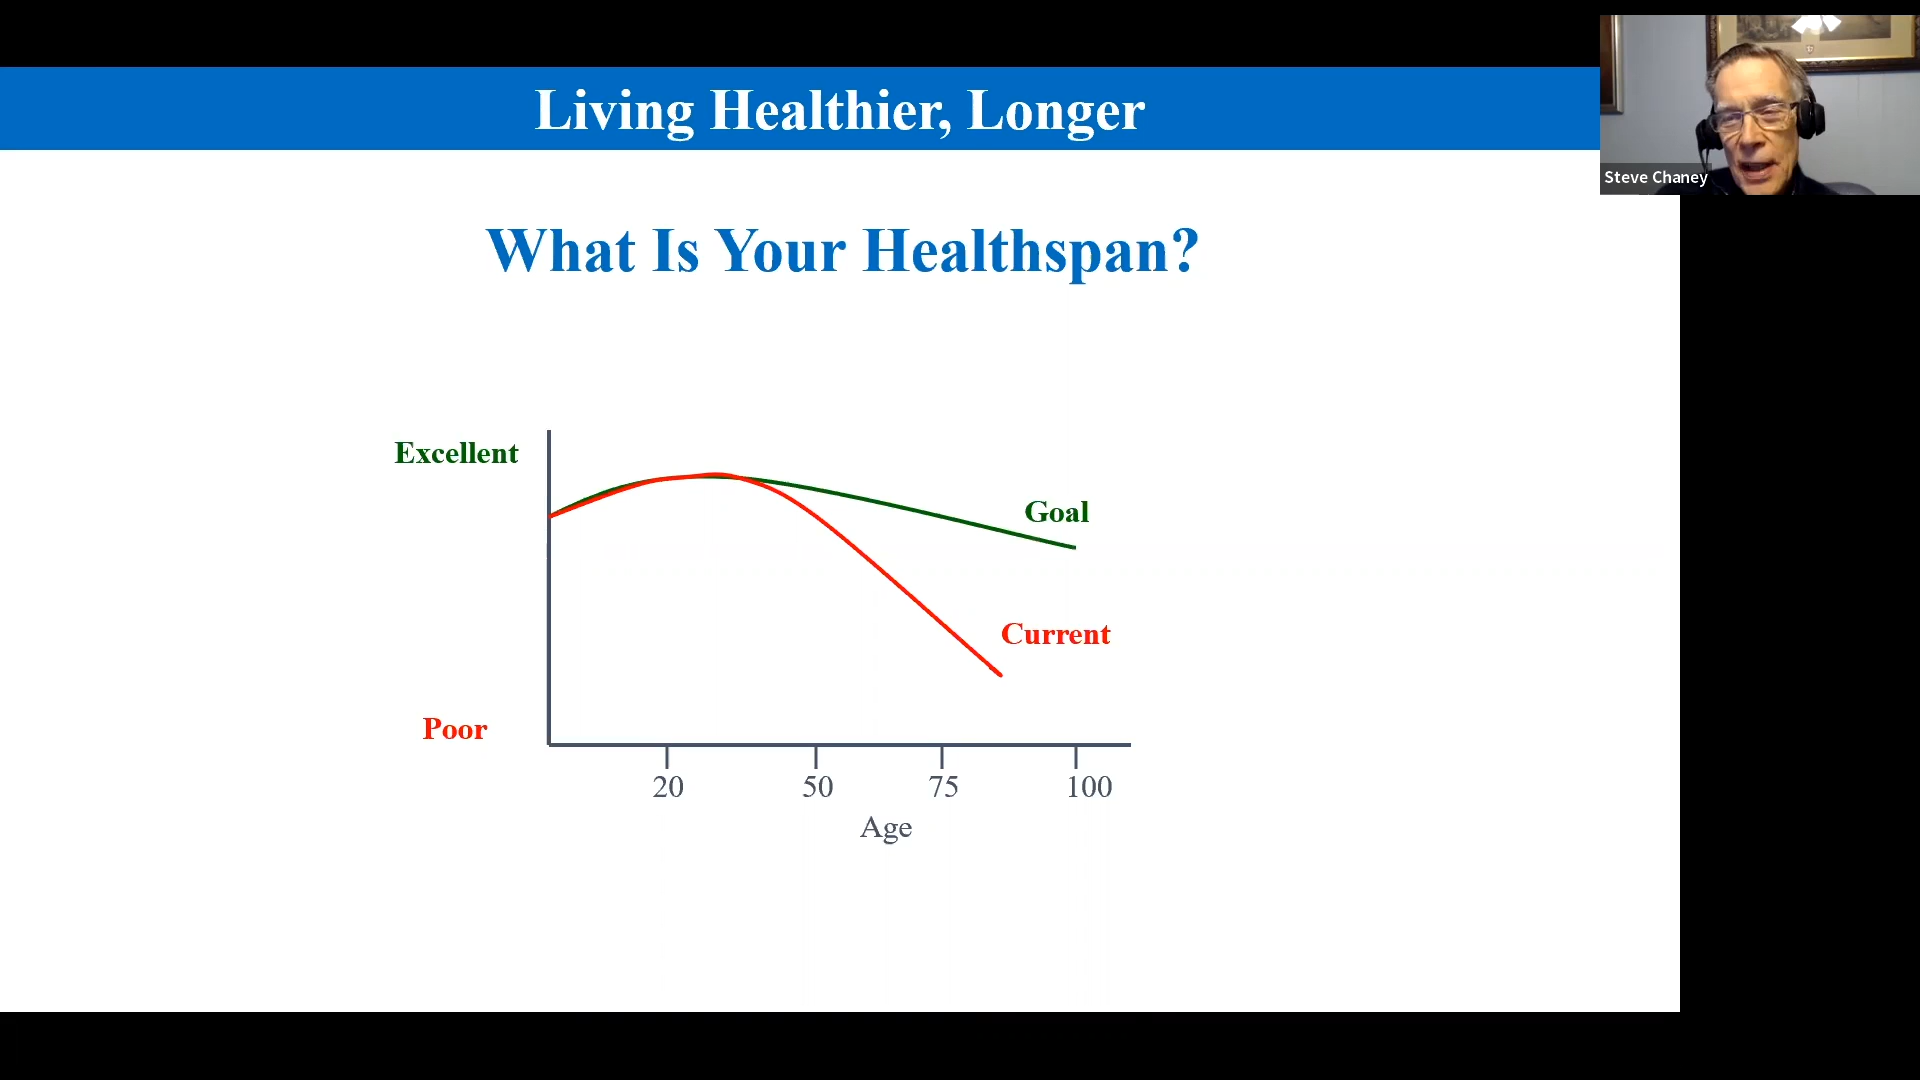 Living Healthier, Longer
Steve Chaney
What Is Your Healthspan?
Excellent
Goal
Current
Poor
20 50 75 100
Age